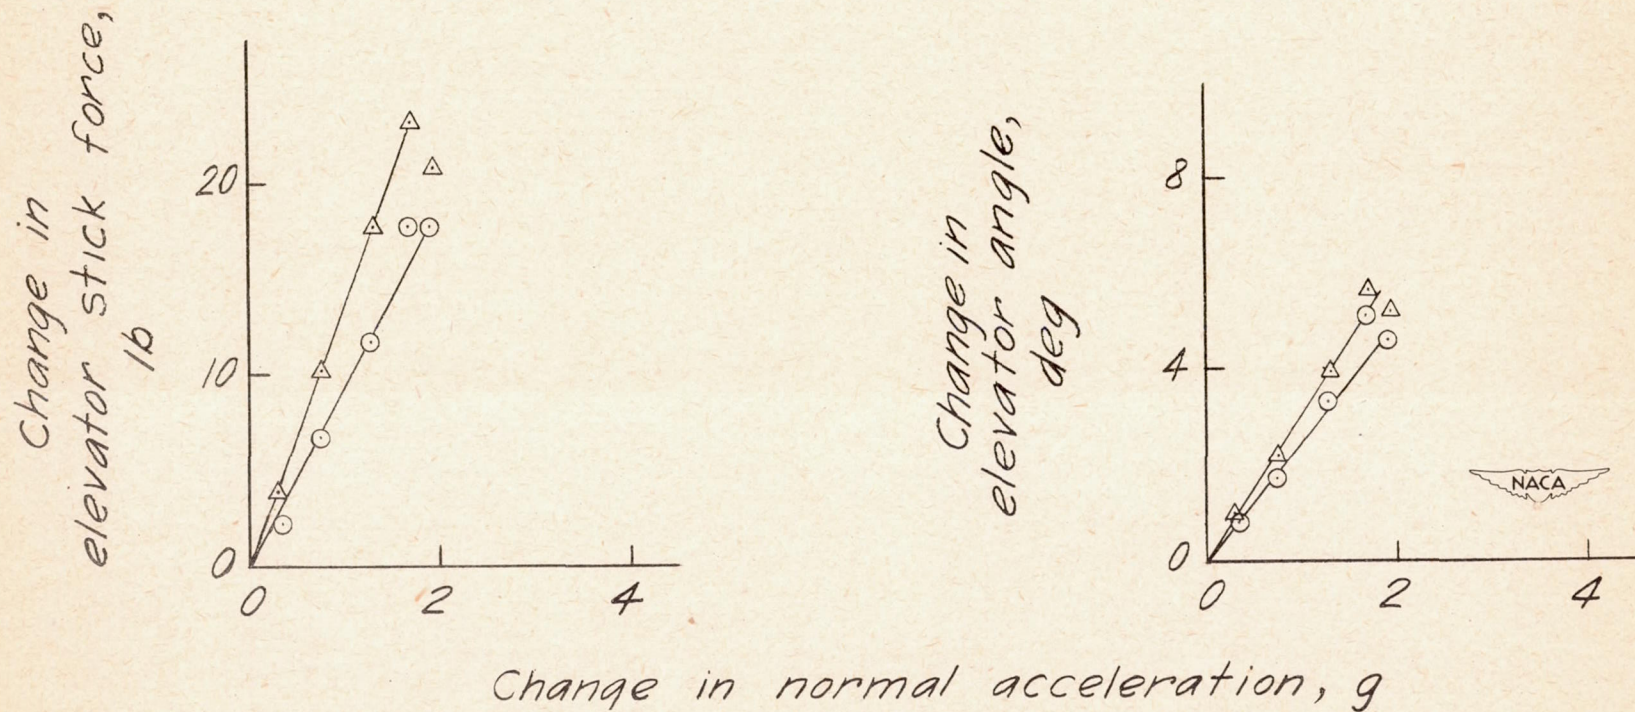 Change in
elevator stick force,
lb
20
10
0
0 2 4
Change in
elevator angle,
deg
8
4
0
0 2 4
NACA
Change in normal acceleration, g